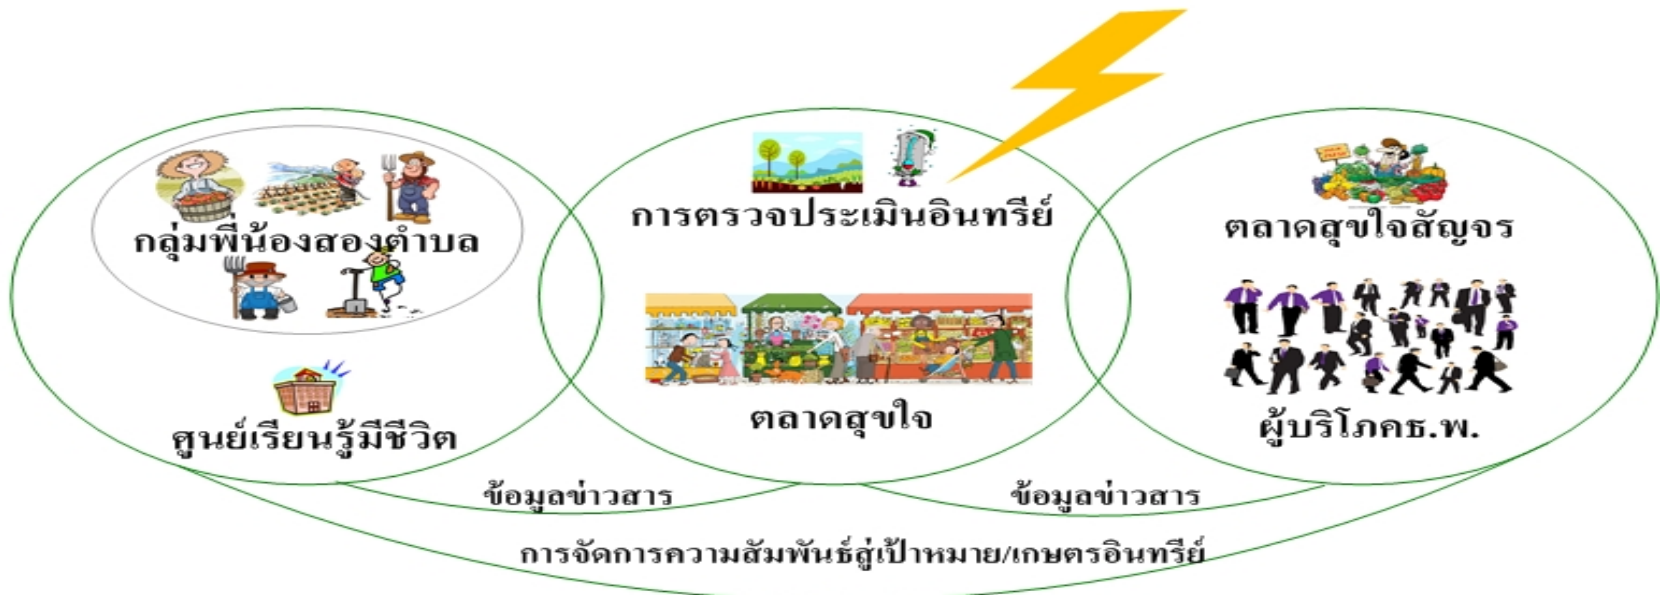 กลุ่มพี่น้องสองตำบล
ศูนย์เรียนรู้มีชีวิต
การตรวจประเมินอินทรีย์
ตลาดสุขใจ
ตลาดสุขใจสัญจร
ผู้บริโภคธ.พ.
ข้อมูลข่าวสาร
ข้อมูลข่าวสาร
การจัดการความสัมพันธ์สู่เป้าหมาย/เกษตรอินทรีย์